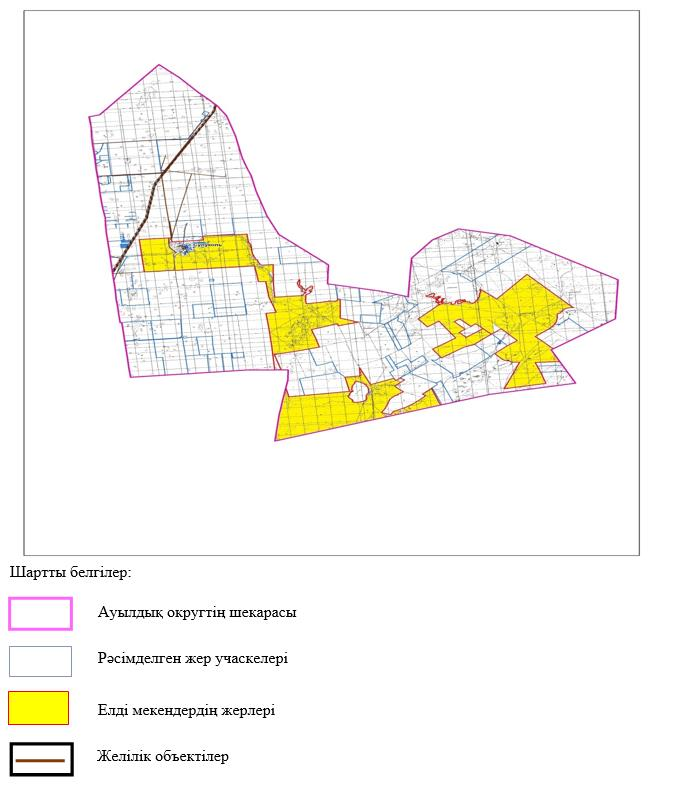 Шартты белгілер:
Ауылдық округтің шекарасы
Рәсімделген жер учаскелері
Елді мекендердің жерлері
Желілік объектілер